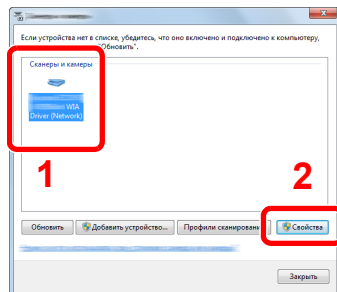 Если устройства нет в списке, убедитесь, что оно включено и подключено к компьютеру,
"Обновить".
Сканеры и камеры
WIA
Driver (Network)
1
2
Обновить
Добавить устройство...
Профили сканирован
Свойства
Закрыть